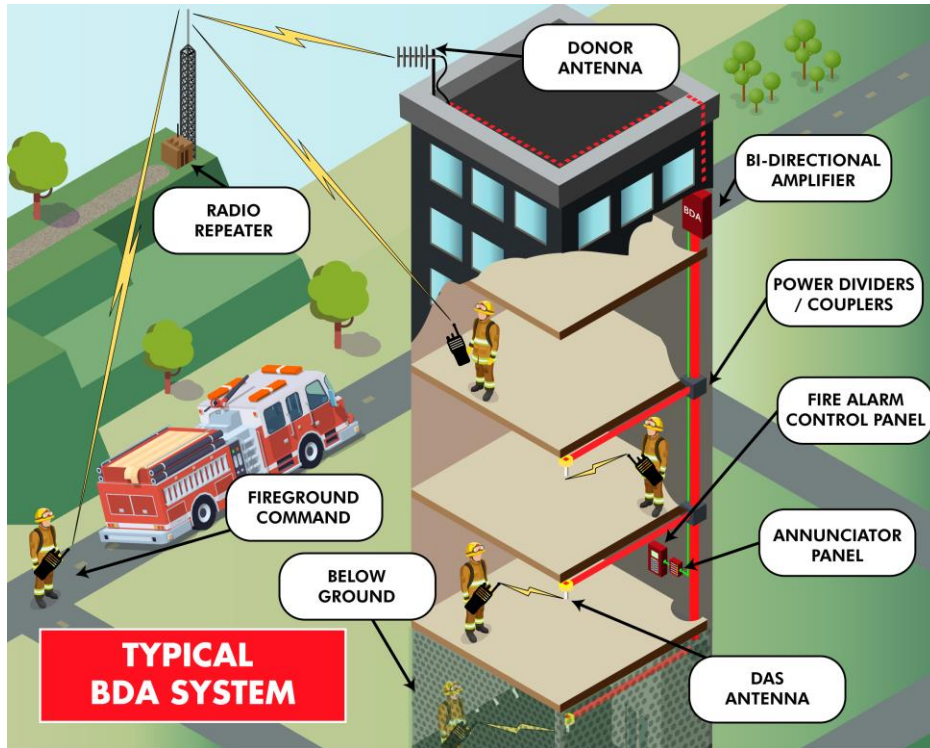 DONOR
ANTENNA
BI-DIRECTIONAL
AMPLIFIER
RADIO
REPEATER
BDA
POWER DIVIDERS
/ COUPLERS
FIRE ALARM
CONTROL PANEL
FIREGROUND
COMMAND
ANNUNCIATOR
PANEL
BELOW
GROUND
TYPICAL
BDA SYSTEM
DAS
ANTENNA